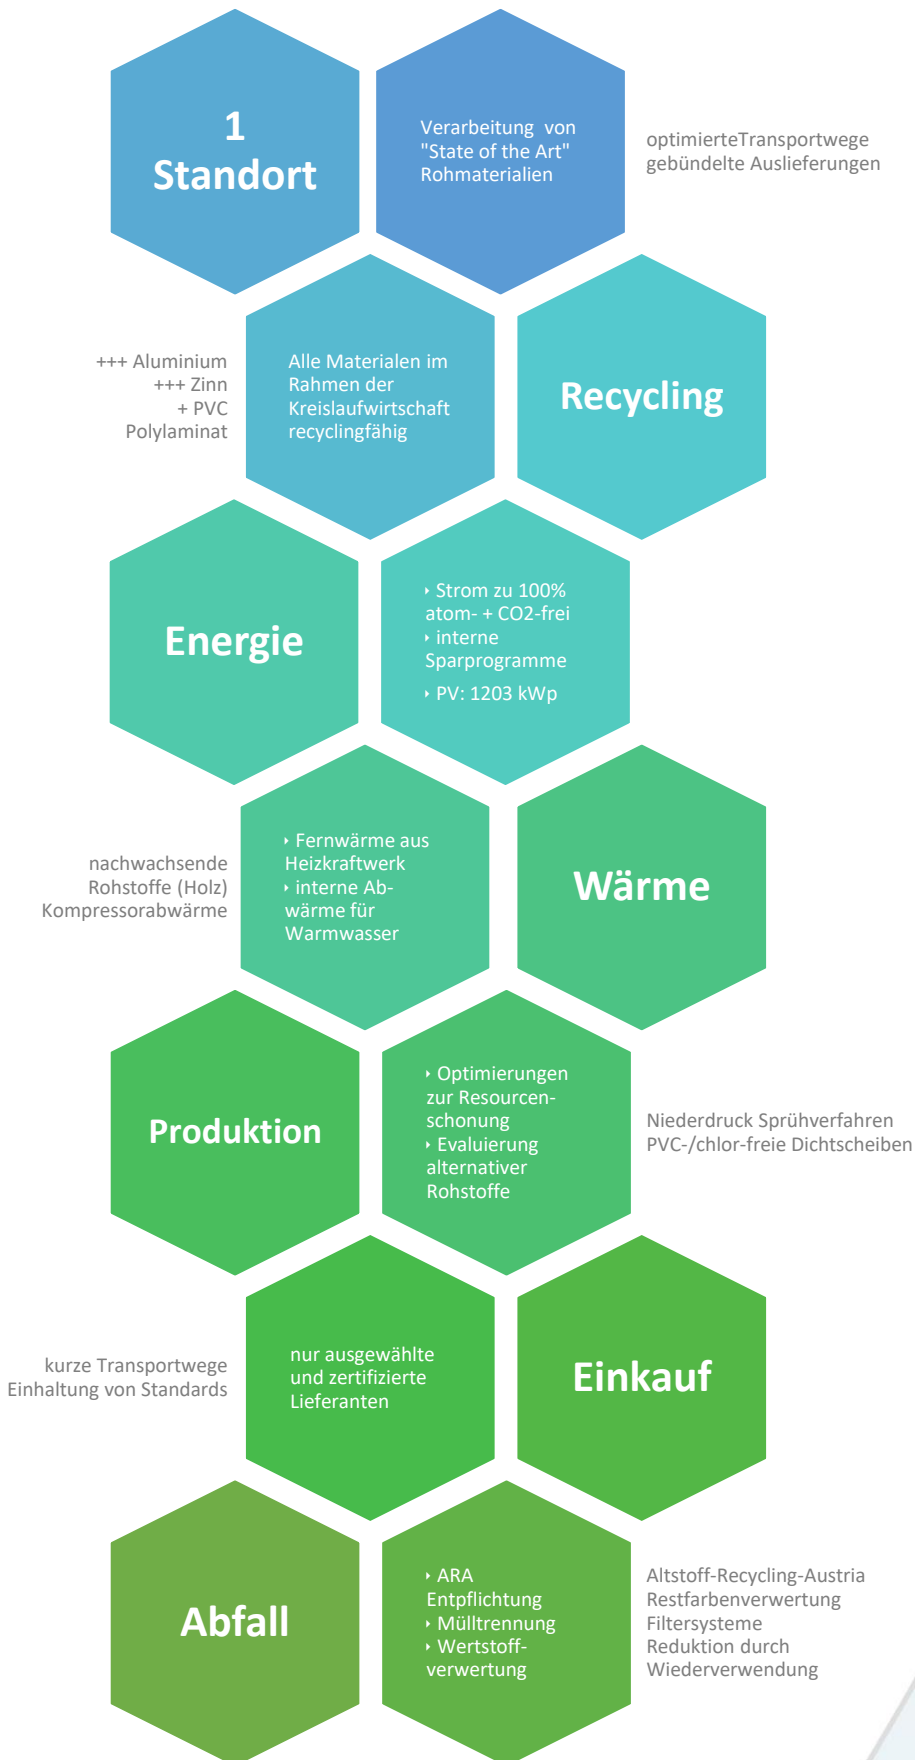 1
Standort
Verarbeitung von
"State of the Art"
Rohmaterialien
optimierteTransportwege
gebündelte Auslieferungen
+++ Aluminium
+++ Zinn
+ PVC
Polylaminat
Alle Materialen im
Rahmen der
Kreislaufwirtschaft
recyclingfähig
Recycling
Energie
‣ Strom zu 100%
atom- + CO2-frei
‣ interne
Sparprogramme
‣ PV: 1203 kWp
nachwachsende
Rohstoffe (Holz)
Kompressorabwärme
‣ Fernwärme aus
Heizkraftwerk
‣ interne Ab-
wärme für
Warmwasser
Wärme
Produktion
‣ Optimierungen
zur Resourcen-
schonung
‣ Evaluierung
alternativer
Rohstoffe
Niederdruck Sprühverfahren
PVC-/chlor-freie Dichtscheiben
kurze Transportwege
Einhaltung von Standards
nur ausgewählte
und zertifizierte
Lieferanten
Einkauf
Abfall
‣ ARA
Entpflichtung
‣ Mülltrennung
‣ Wertstoff-
verwertung
Altstoff-Recycling-Austria
Restfarbenverwertung
Filtersysteme
Reduktion durch
Wiederverwendung